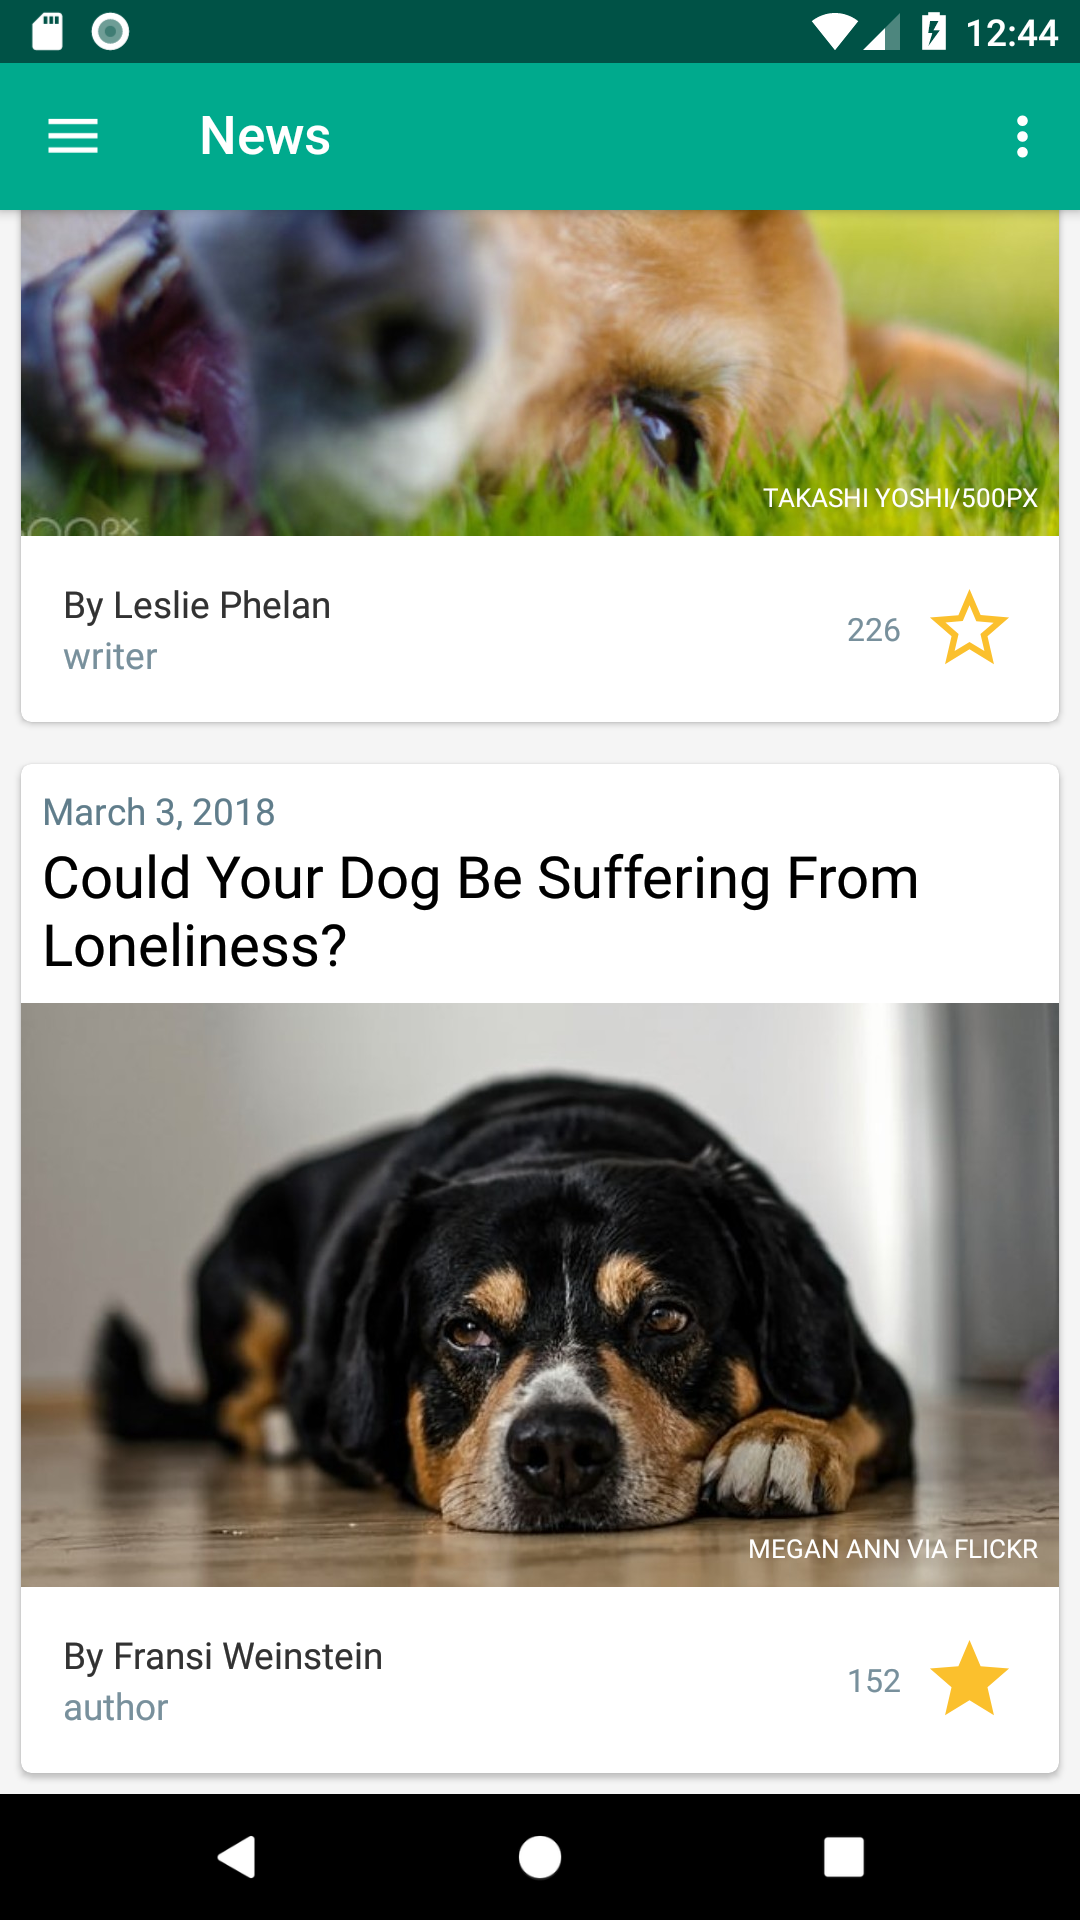 12:44
News
TAKASHI YOSHI/500PX
By Leslie Phelan
writer
226
March 3, 2018
Could Your Dog Be Suffering From
Loneliness?
MEGAN ANN VIA FLICKR
By Fransi Weinstein
author
152